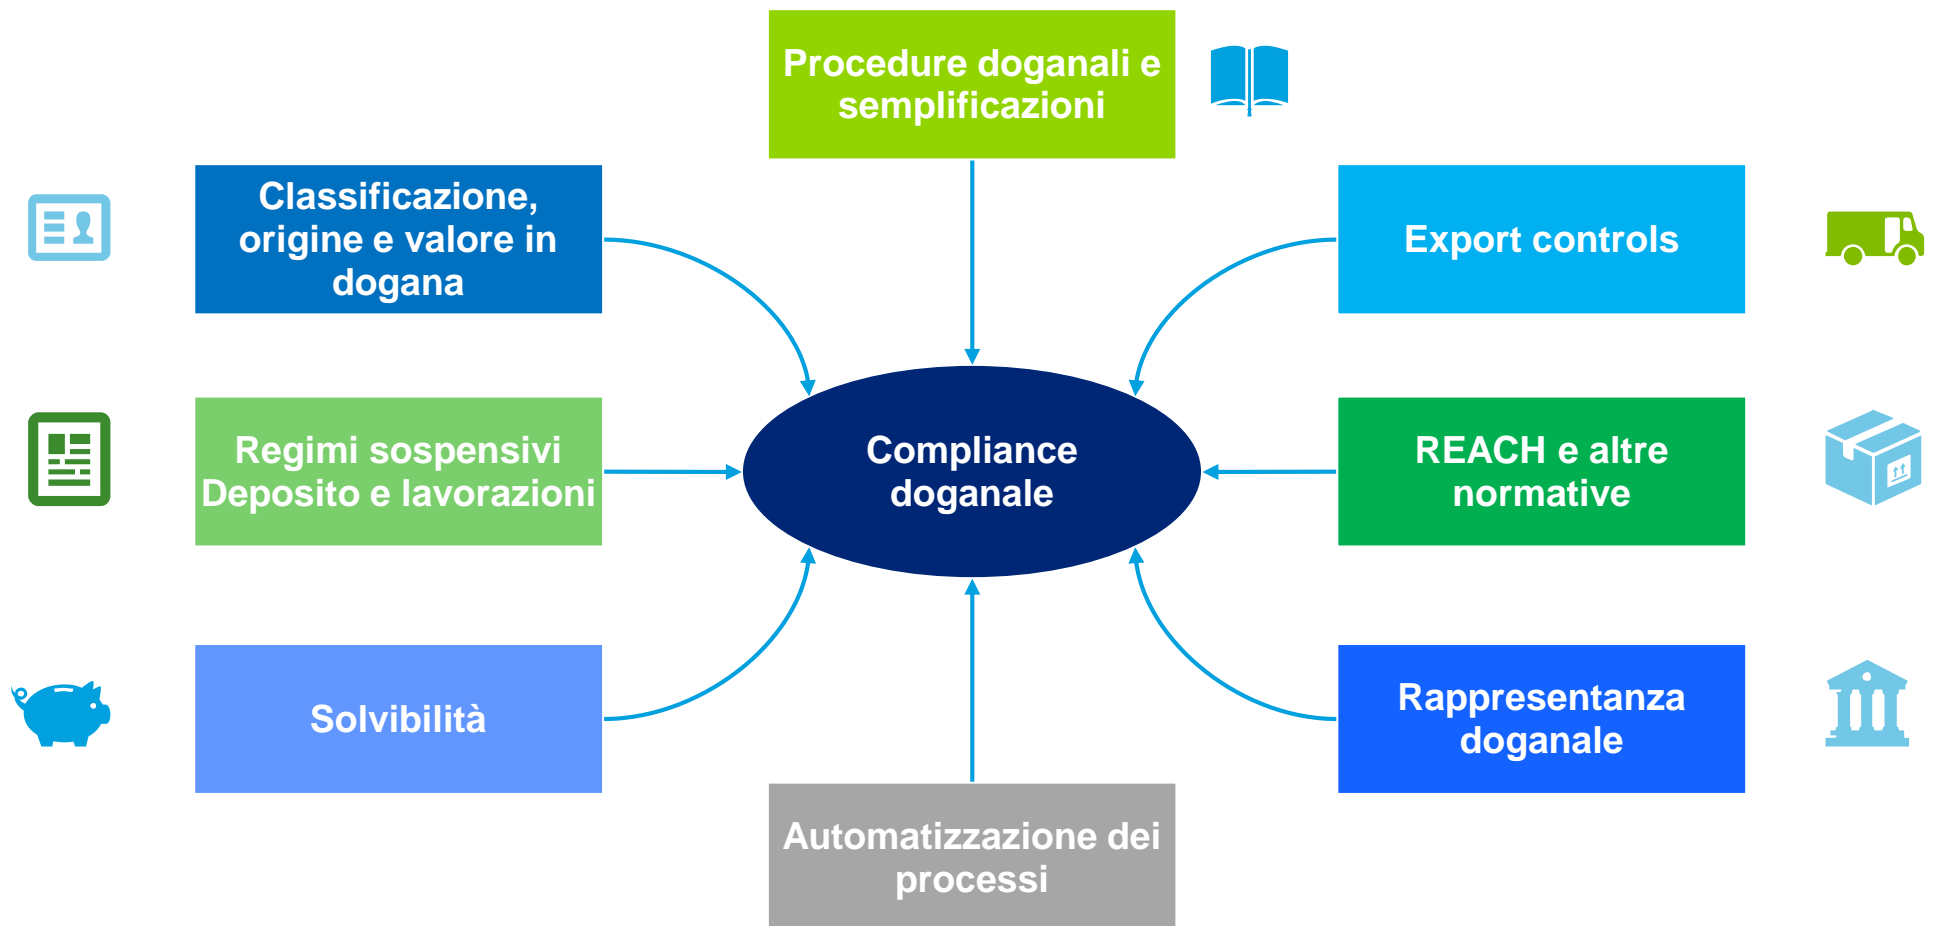 Procedure doganali e
semplificazioni
Classificazione,
origine e valore in
dogana
Export controls
Regimi sospensivi
Deposito e lavorazioni
Compliance
doganale
REACH e altre
normative
Solvibilità
Rappresentanza
doganale
Automatizzazione dei
processi